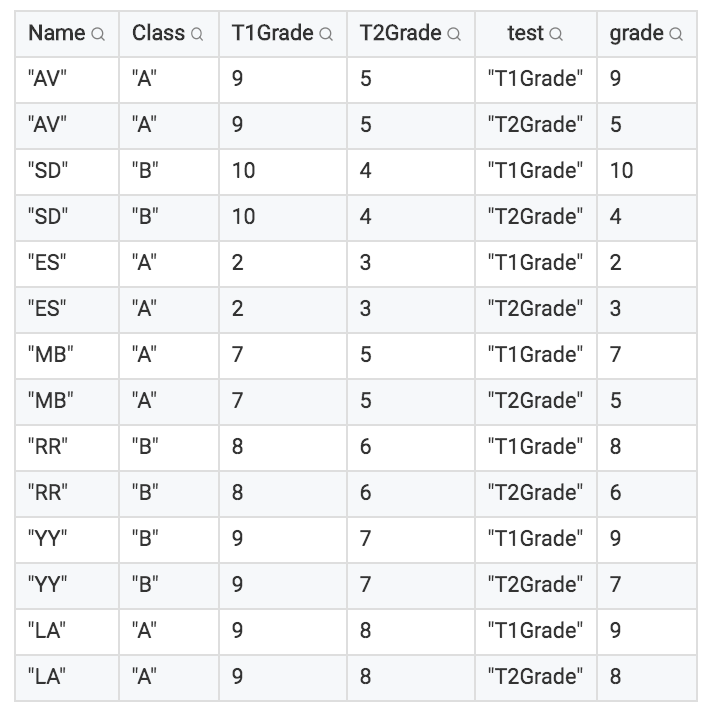 Name Class T1Grade T2Grade test grade
"AV" "A" 9 5 "T1Grade" 9
"AV" "A" 9 5 "T2Grade" 5
"SD" "B" 10 4 "T1Grade" 10
"SD" "B" 10 4 "T2Grade" 4
"ES" "A" 2 3 "T1Grade" 2
"ES" "A" 2 3 "T2Grade" 3
"MB" "A" 7 5 "T1Grade" 7
"MB" "A" 7 5 "T2Grade" 5
"RR" "B" 8 6 "T1Grade" 8
"RR" "B" 8 6 "T2Grade" 6
"YY" "B" 9 7 "T1Grade" 9
"YY" "B" 9 7 "T2Grade" 7
"LA" "A" 9 8 "T1Grade" 9
"LA" "A" 9 8 "T2Grade" 8